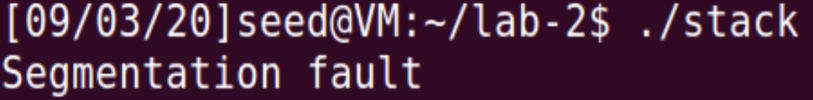 [09/03/20]seed@VM:~/lab-2$ ./stack
Segmentation fault